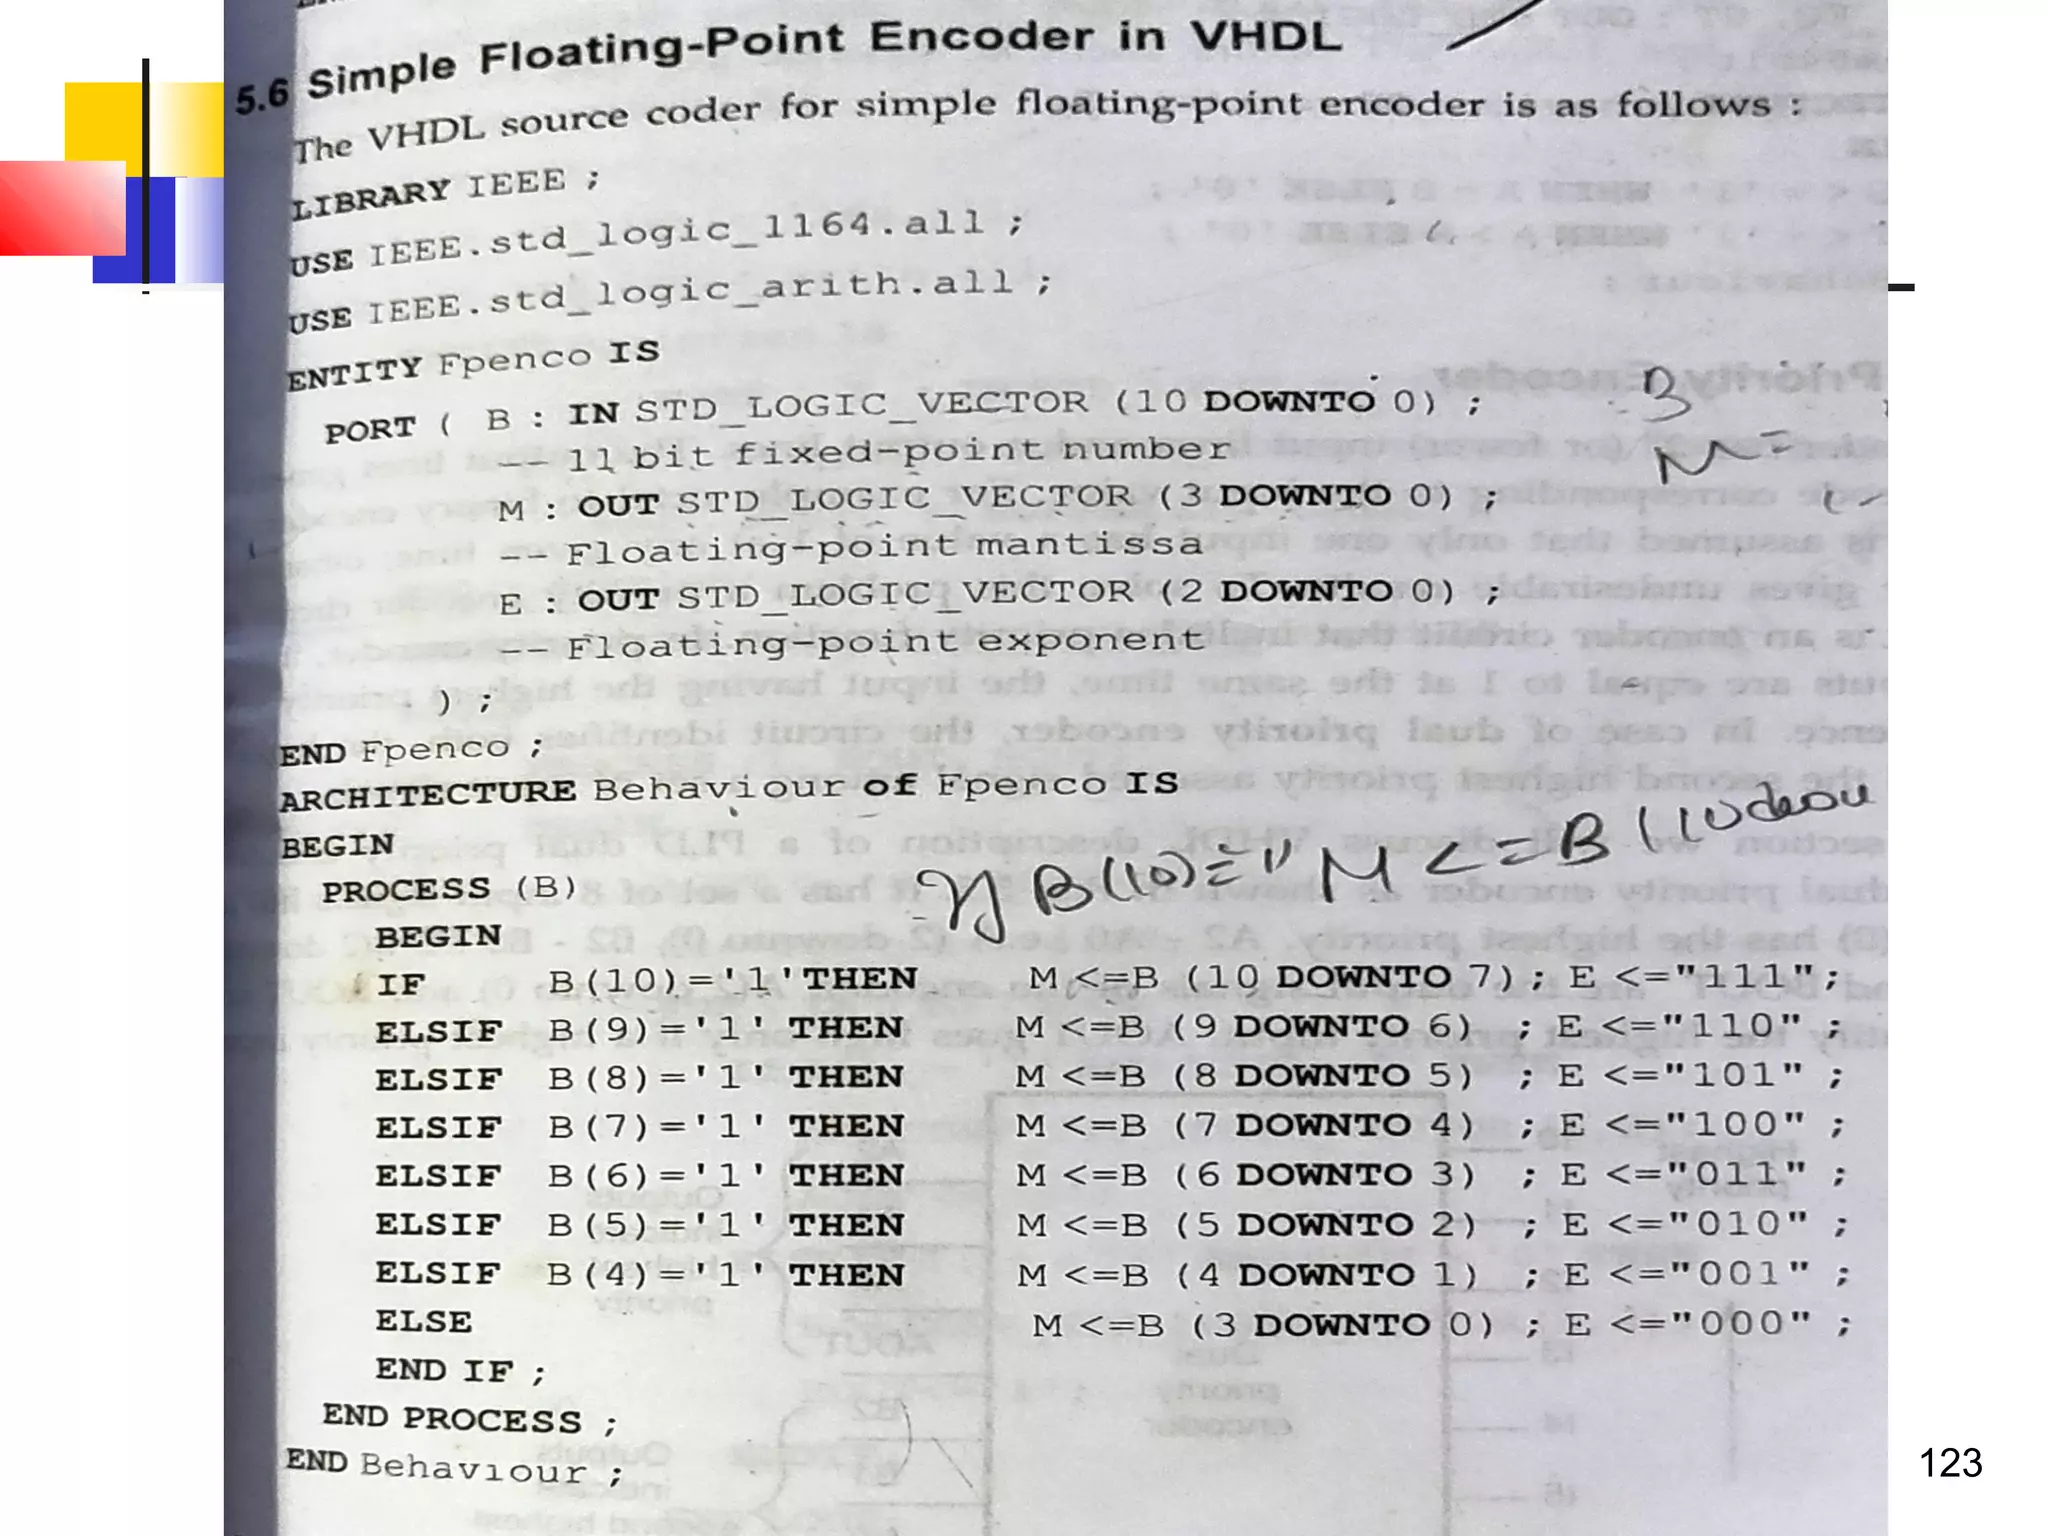 5.6 Simple Floating-Point Encoder in VHDL
The VHDL source coder for simple floating-point encoder is as follows :
LIBRARY IEEE ;
USE IEEE.std_logic_1164.all ;
USE IEEE.std_logic_arith.all ;
ENTITY Fpenco IS
PORT ( B : IN STD_LOGIC_VECTOR (10 DOWNTO 0) ;
B
-- 11 bit fixed-point number
M=
M : OUT STD_LOGIC_VECTOR (3 DOWNTO 0) ;
-- Floating-point mantissa
E : OUT STD_LOGIC_VECTOR (2 DOWNTO 0) ;
-- Floating-point exponent
) ;
END Fpenco ;
ARCHITECTURE Behaviour of Fpenco IS
BEGIN
PROCESS (B)
if B(10)= M <=B
BEGIN
IF B(10)='1'THEN M <=B (10 DOWNTO 7); E <="111";
ELSIF B(9)='1' THEN M <=B (9 DOWNTO 6) ; E <="110" ;
ELSIF B(8)='1' THEN M <=B (8 DOWNTO 5) ; E <="101" ;
ELSIF B(7)='1' THEN M <=B (7 DOWNTO 4) ; E <="100" ;
ELSIF B(6)='1' THEN M <=B (6 DOWNTO 3) ; E <="011" ;
ELSIF B(5)='1' THEN M <=B (5 DOWNTO 2) ; E <="010" ;
ELSIF B(4)='1' THEN M <=B (4 DOWNTO 1) ; E <="001" ;
ELSE M <=B (3 DOWNTO 0) ; E <="000" ;
END IF ;
END PROCESS ;
END Behaviour ;
123